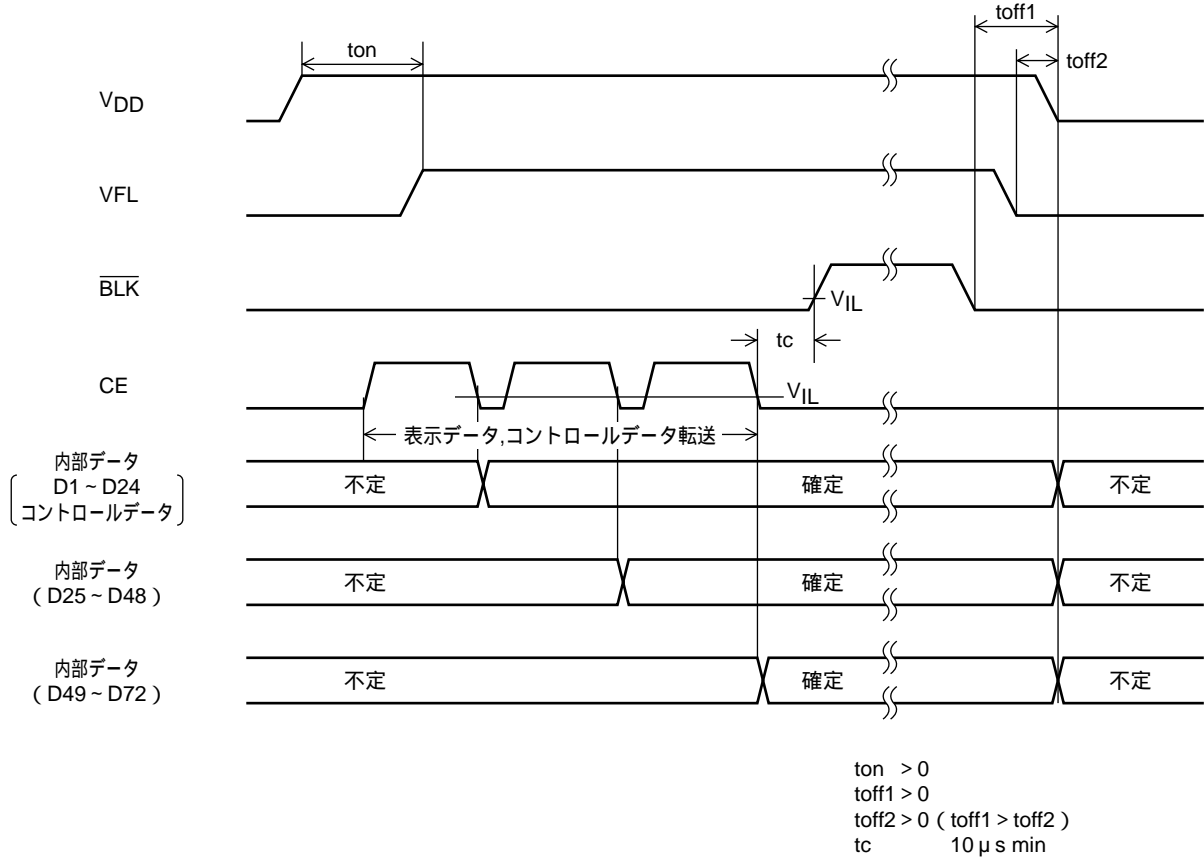 toff1
ton
toff2
VDD
VFL
BLK
VIL
tc
CE
VIL
表示データ,コントロールデータ転送
内部データ
D1 ~ D24
コントロールデータ
不定
確定
不定
内部データ
( D25 ~ D48 )
不定
確定
不定
内部データ
( D49 ~ D72 )
不定
確定
不定
ton > 0
toff1 > 0
toff2 > 0 ( toff1 > toff2 )
tc 10 μ s min